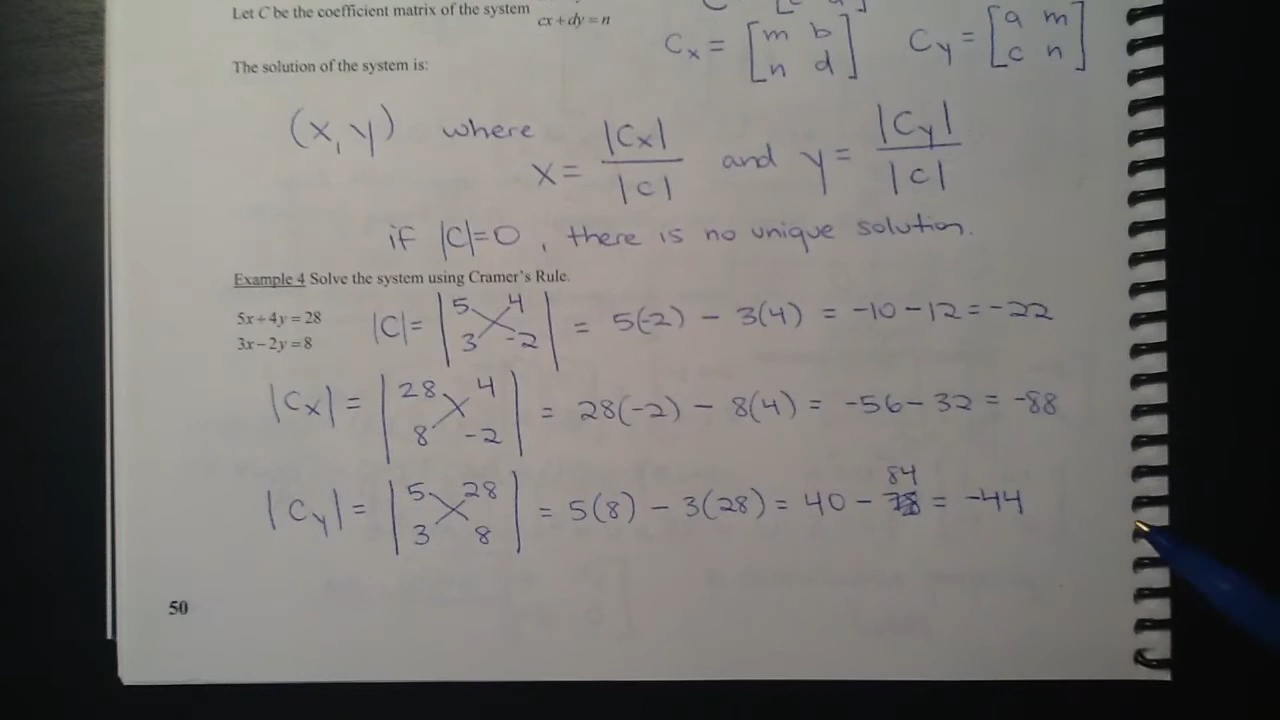 Let C be the coefficient matrix of the system
cx + dy = n
Cx = [m b
n d]
Cy = [a m
c n]
The solution of the system is:
(x, y) where x = |Cx| / |C| and y = |Cy| / |C|
if |C|=0, there is no unique solution.
Example 4 Solve the system using Cramer's Rule.
5x + 4y = 28
3x − 2y = 8
|C| = |5 4
3 -2| = 5(-2) - 3(4) = -10 - 12 = -22
|Cx| = |28 4
8 -2| = 28(-2) - 8(4) = -56 - 32 = -88
|Cy| = |5 28
3 8| = 5(8) - 3(28) = 40 - 84 = -44
50